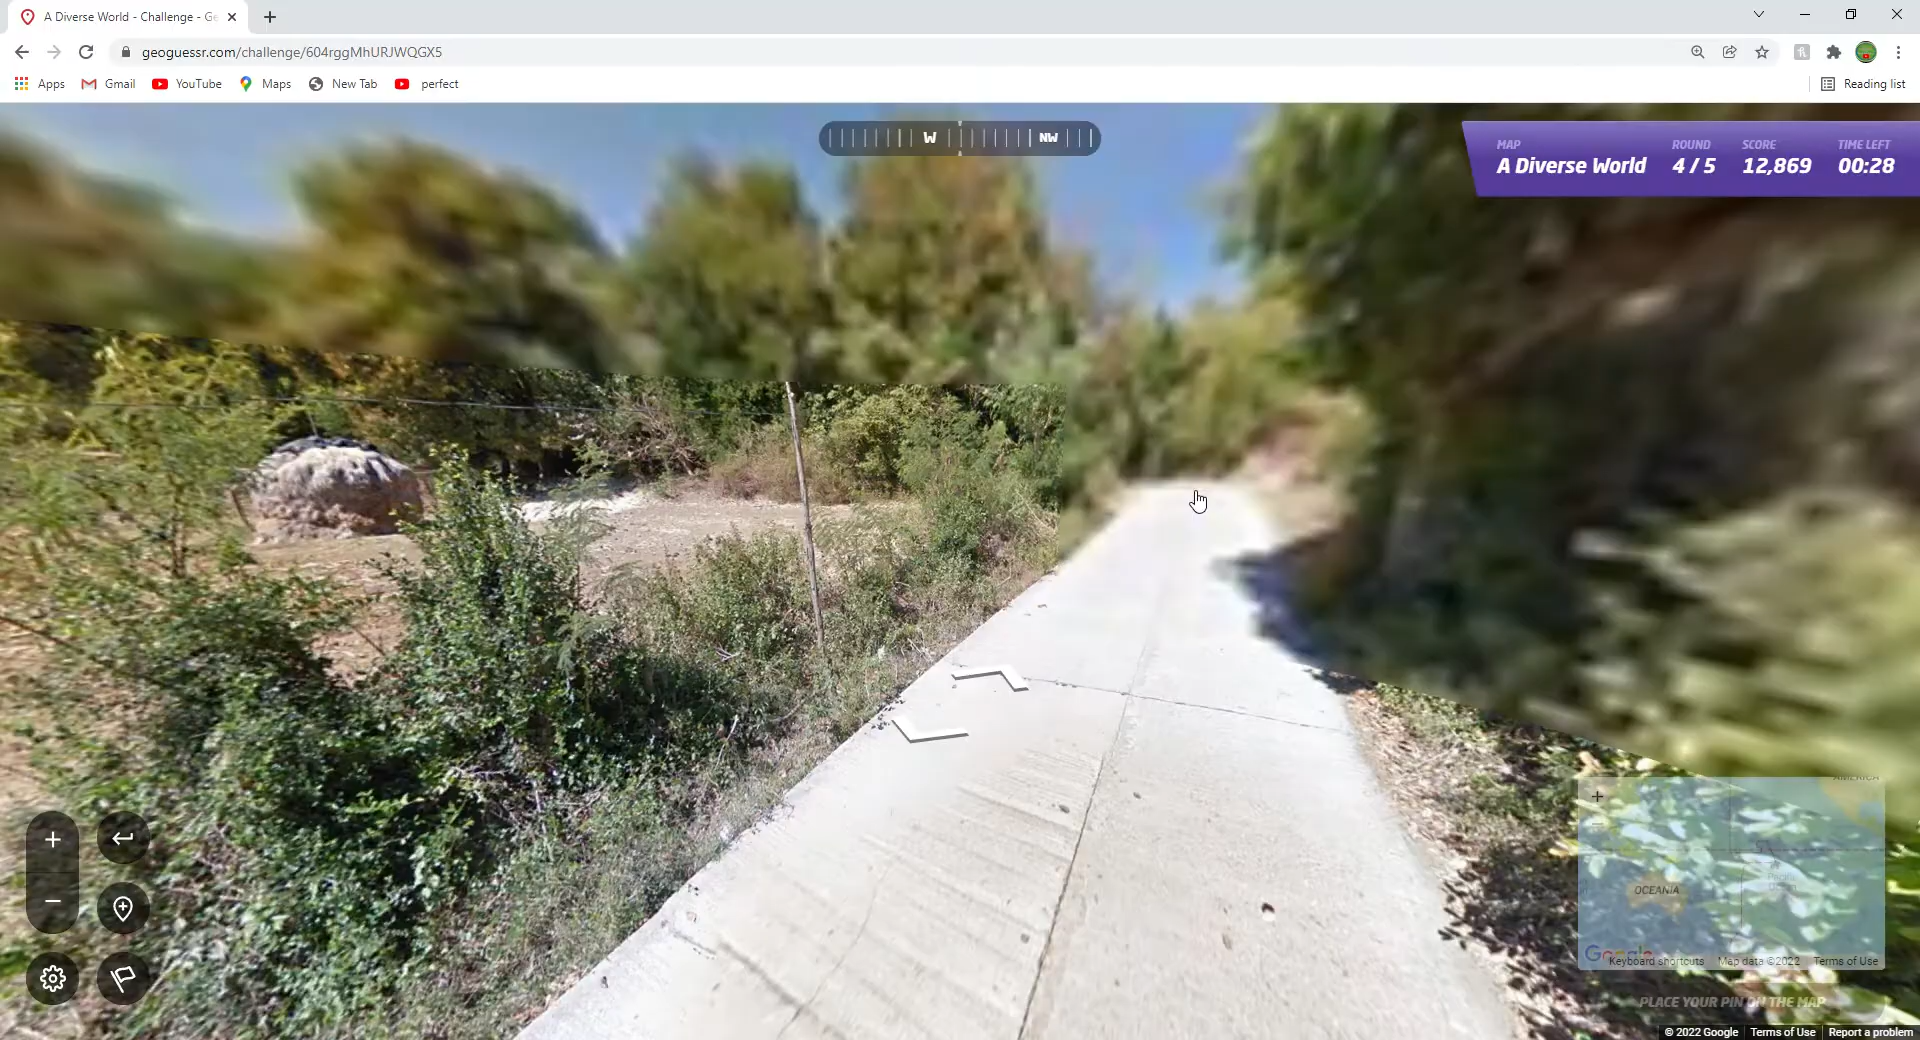 A Diverse World - Challenge - Ge
geoguessr.com/challenge/604rggMhURJWQGX5
Apps
Gmail
YouTube
Maps
New Tab
perfect
Reading list
W
NW
MAP
A Diverse World
ROUND
4 / 5
SCORE
12,869
TIME LEFT
00:28
AMERICA
OCEANIA
Google
Keyboard shortcuts
Map data ©2022
Terms of Use
PLACE YOUR PIN ON THE MAP
© 2022 Google
Terms of Use
Report a problem